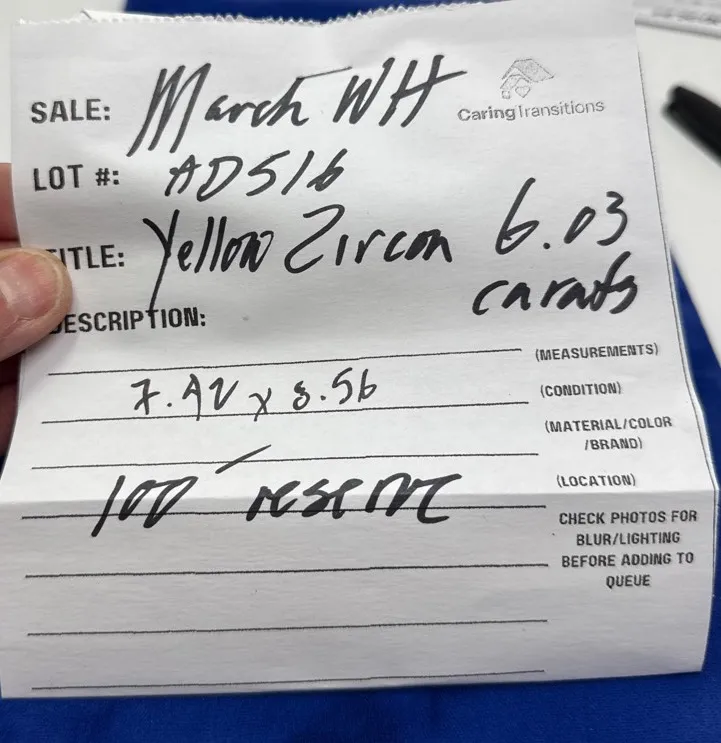 SALE: March WH
CaringTransitions
LOT #: AD516
TITLE: Yellow Zircon 6.03
carats
DESCRIPTION:
(MEASUREMENTS)
7.42 x 8.56 (CONDITION)
(MATERIAL/COLOR
/BRAND)
100 reserve (LOCATION)
CHECK PHOTOS FOR
BLUR/LIGHTING
BEFORE ADDING TO
QUEUE